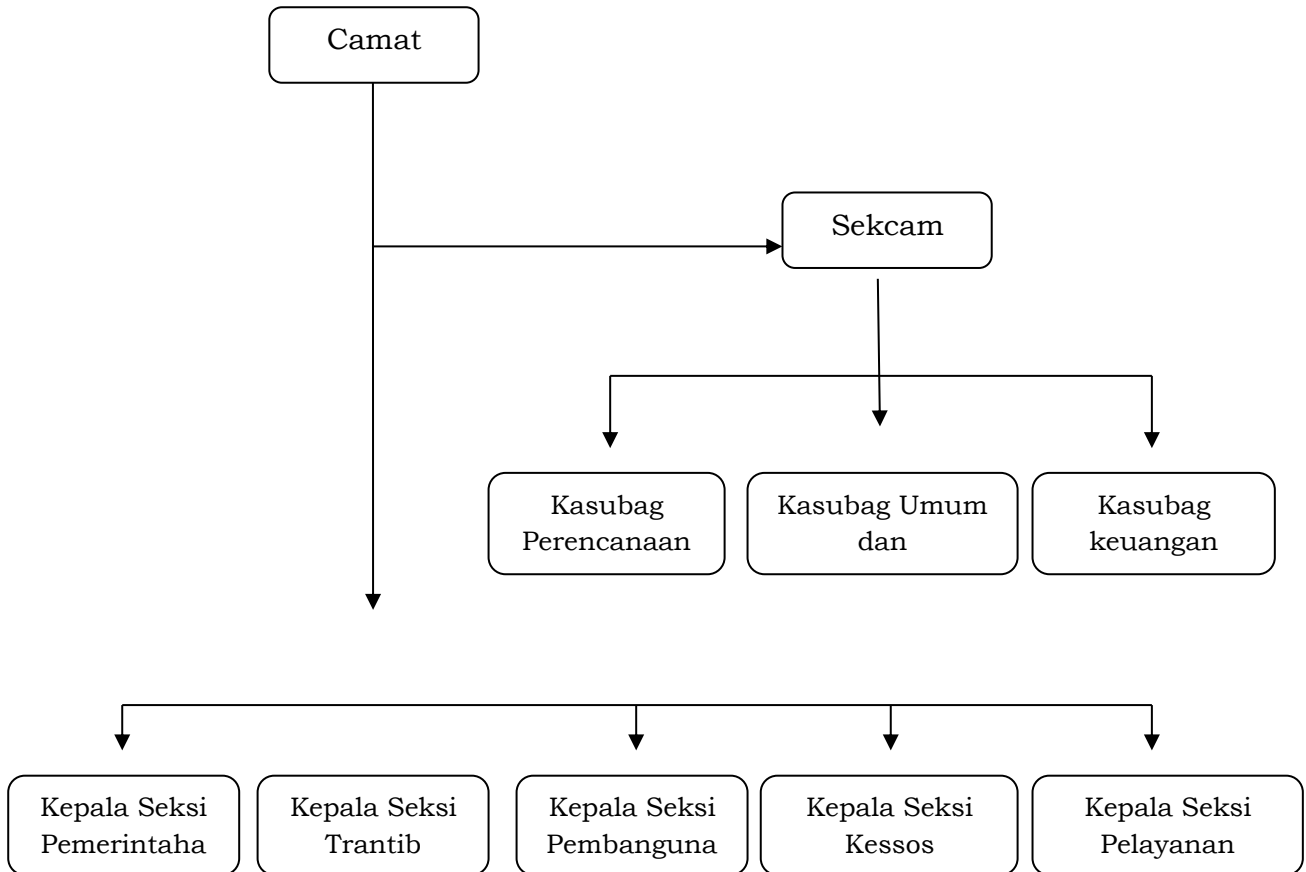 Camat
Sekcam
Kasubag
Perencanaan
Kasubag Umum
dan
Kasubag
keuangan
Kepala Seksi
Pemerintaha
Kepala Seksi
Trantib
Kepala Seksi
Pembanguna
Kepala Seksi
Kessos
Kepala Seksi
Pelayanan